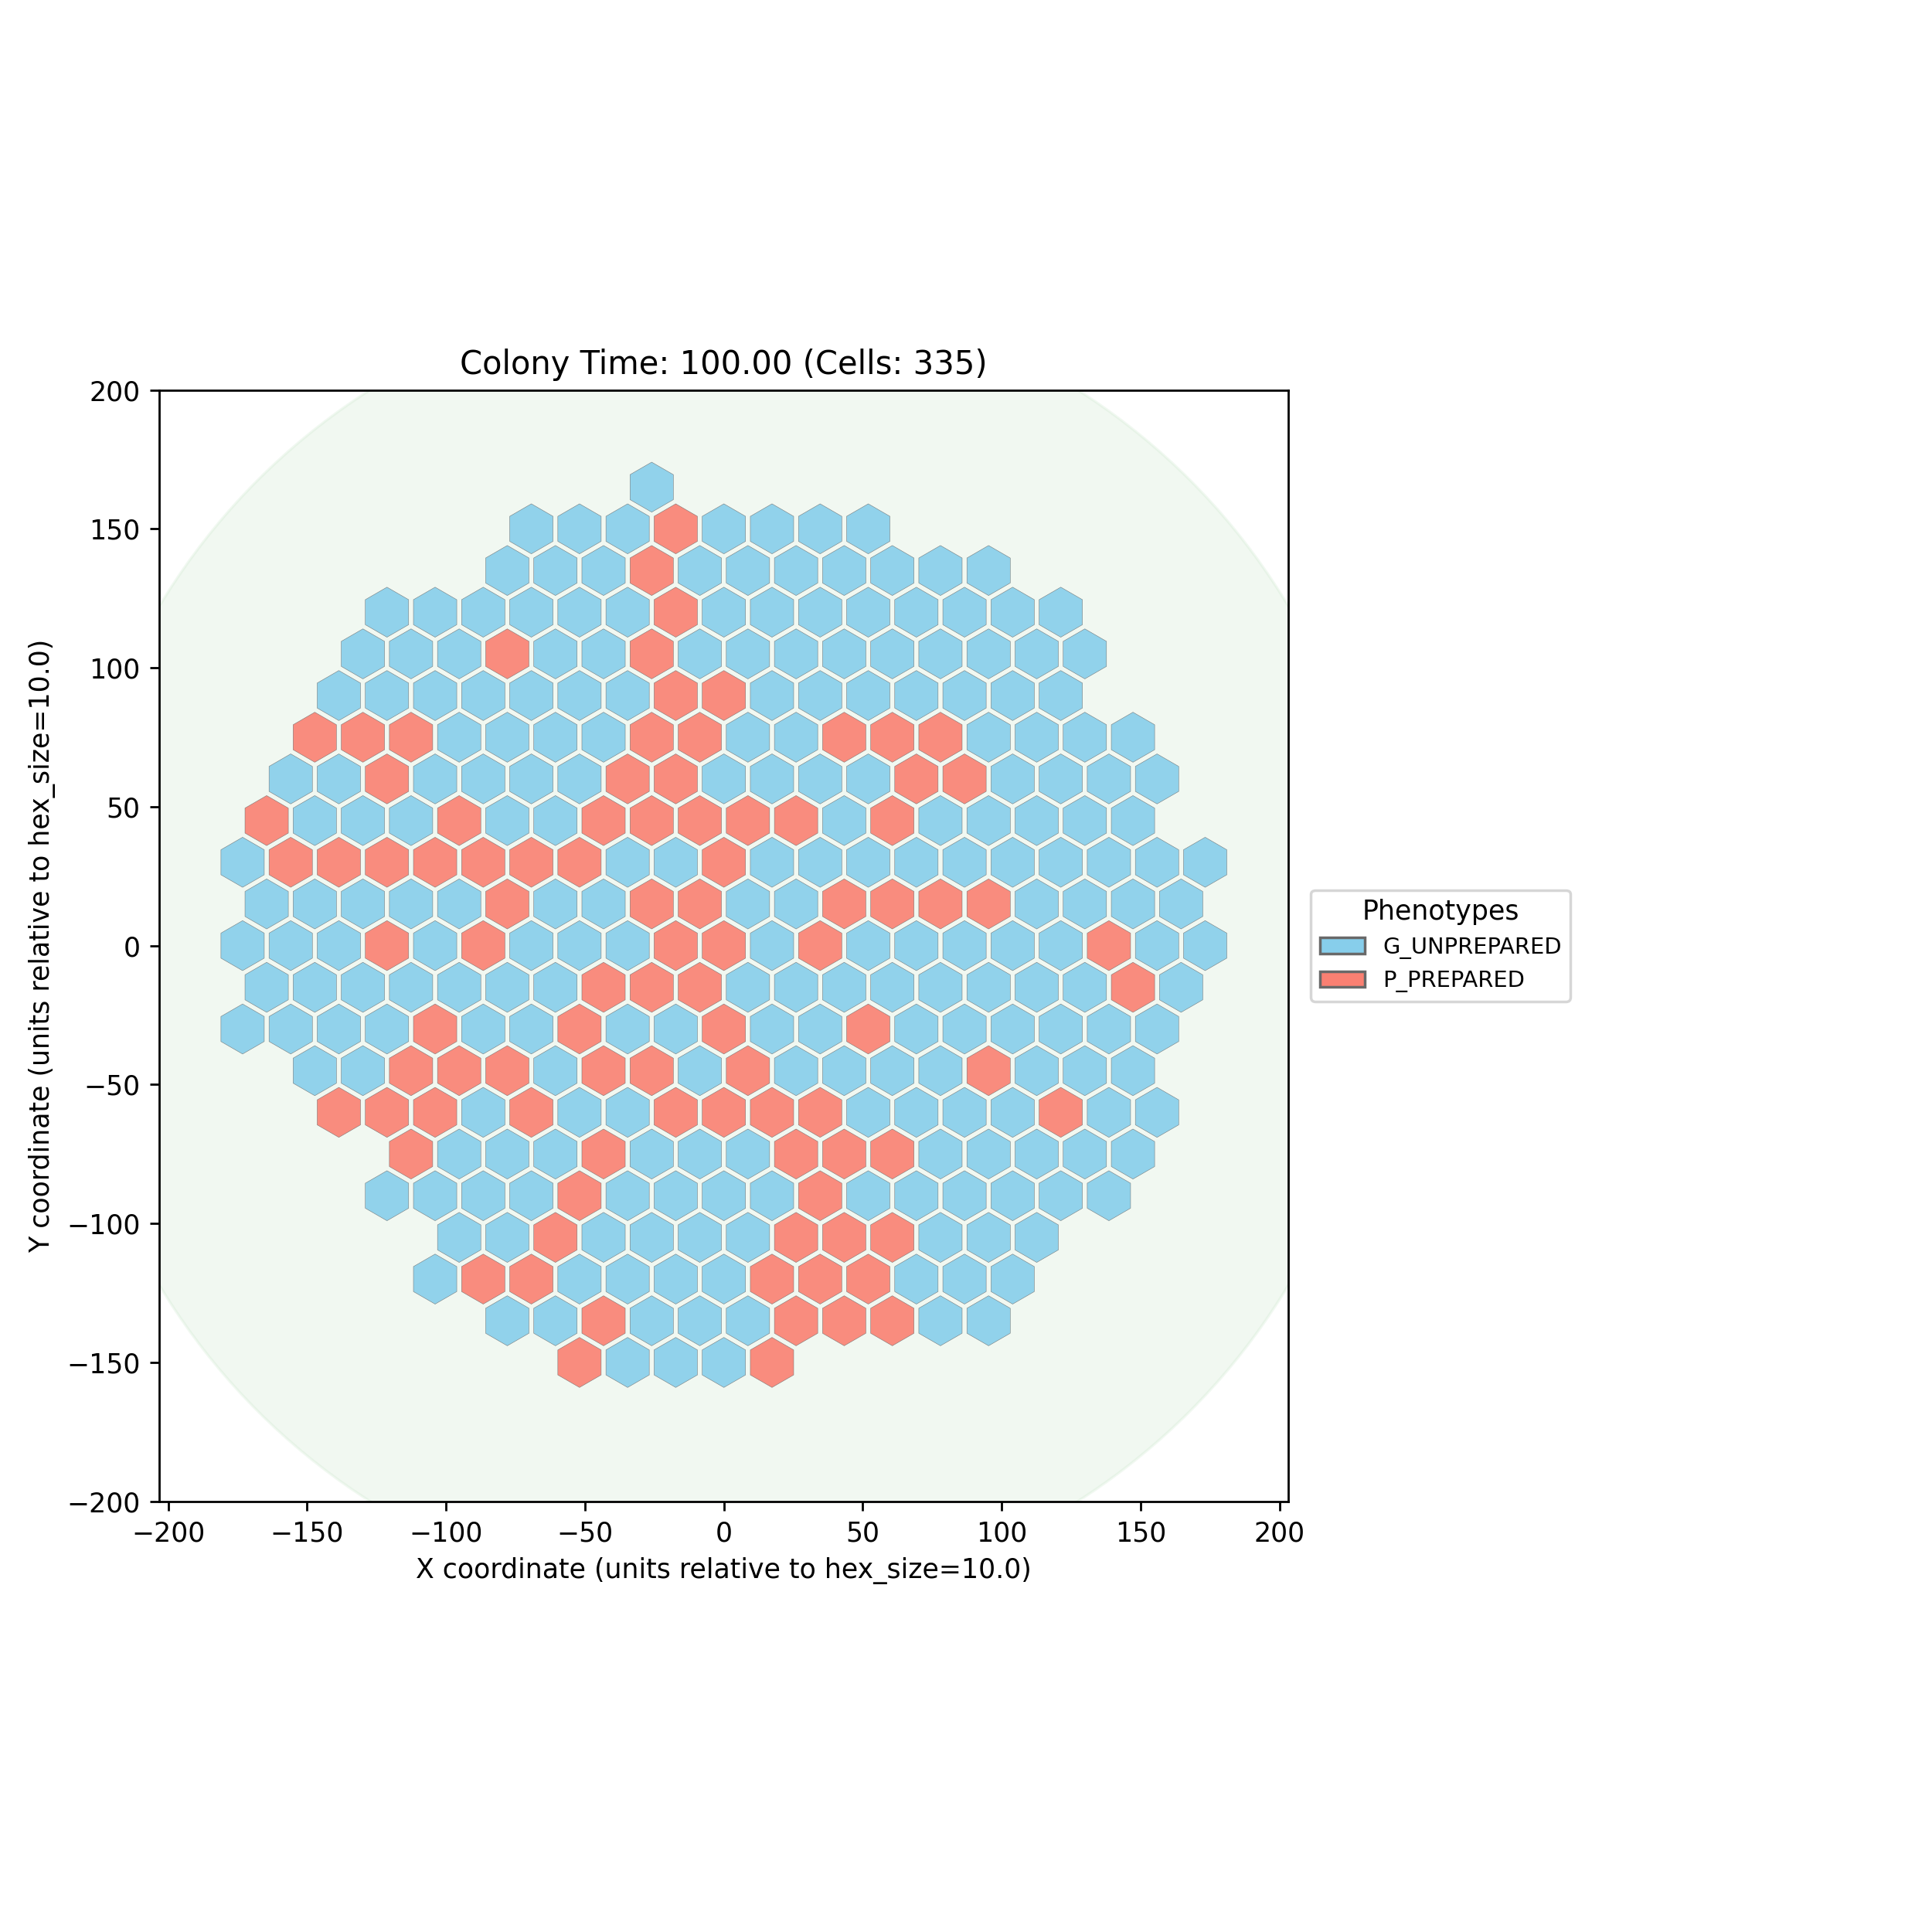 Colony Time: 100.00 (Cells: 335)
200
150
100
50
0
−50
−100
−150
−200
Y coordinate (units relative to hex_size=10.0)
−200 −150 −100 −50 0 50 100 150 200
X coordinate (units relative to hex_size=10.0)
Phenotypes
G_UNPREPARED
P_PREPARED